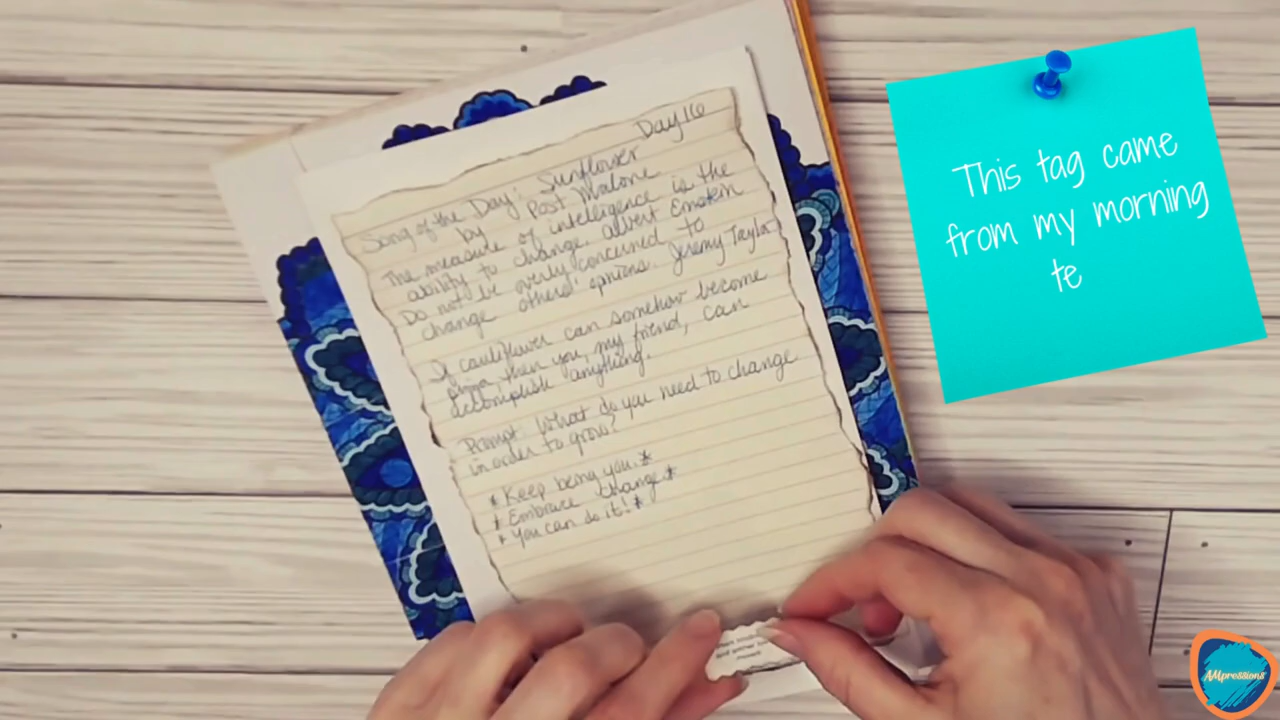 Day 16
Song of the Day: Sunflower
by Post Malone
The measure of intelligence is the
ability to change. Albert Einstein
Do not be overly concerned to
change others' opinions. Jeremy Taylor
If cauliflower can somehow become
pizza, then you, my friend, can
accomplish anything.
Prompt: What do you need to change
in order to grow?
*Keep being you.*
*Embrace change.*
*You can do it!*
This tag came
from my morning
te
AMpressions